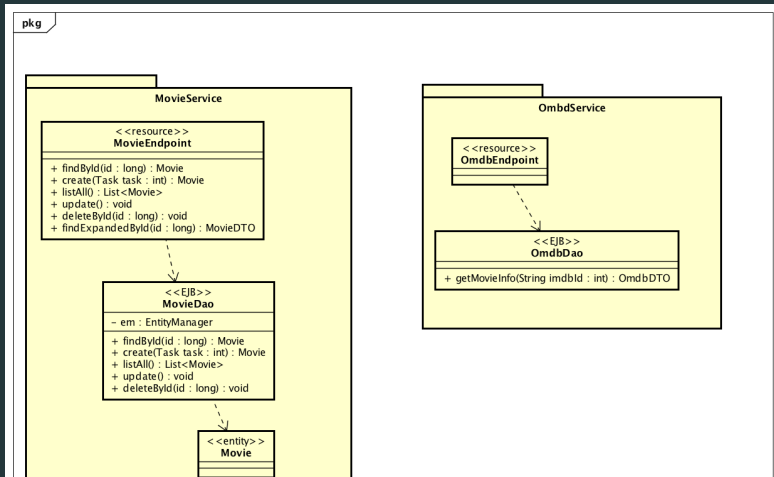 pkg
MovieService
<<resource>>
MovieEndpoint
+ findById(id : long) : Movie
+ create(Task task : int) : Movie
+ listAll() : List<Movie>
+ update() : void
+ deleteById(id : long) : void
+ findExpandedById(id : long) : MovieDTO
<<EJB>>
MovieDao
- em : EntityManager
+ findById(id : long) : Movie
+ create(Task task : int) : Movie
+ listAll() : List<Movie>
+ update() : void
+ deleteById(id : long) : void
<<entity>>
Movie
OmbdService
<<resource>>
OmdbEndpoint
<<EJB>>
OmdbDao
+ getMovieInfo(String imdbId : int) : OmdbDTO